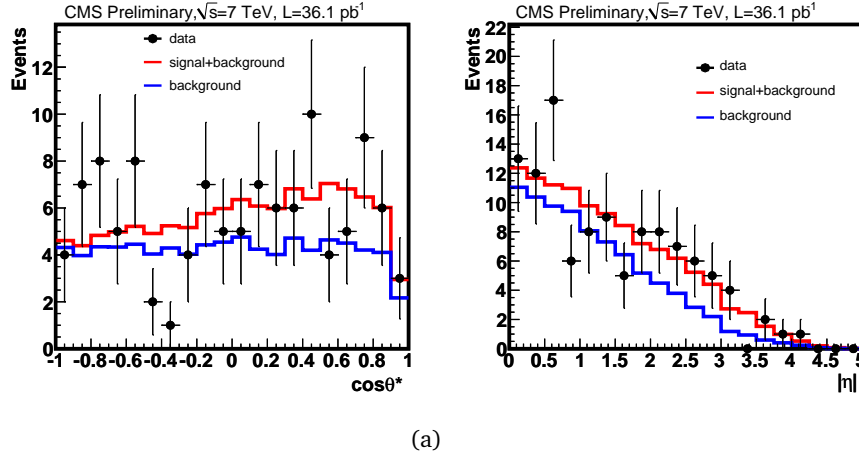 CMS Preliminary,√s=7 TeV, L=36.1 pb¹
Events
12
10
8
6
4
2
0
data
signal+background
background
-1 -0.8 -0.6 -0.4 -0.2 0 0.2 0.4 0.6 0.8 1
cosθ*
CMS Preliminary,√s=7 TeV, L=36.1 pb¹
Events
22
20
18
16
14
12
10
8
6
4
2
0
data
signal+background
background
0 0.5 1 1.5 2 2.5 3 3.5 4 4.5 5
|η|
(a)